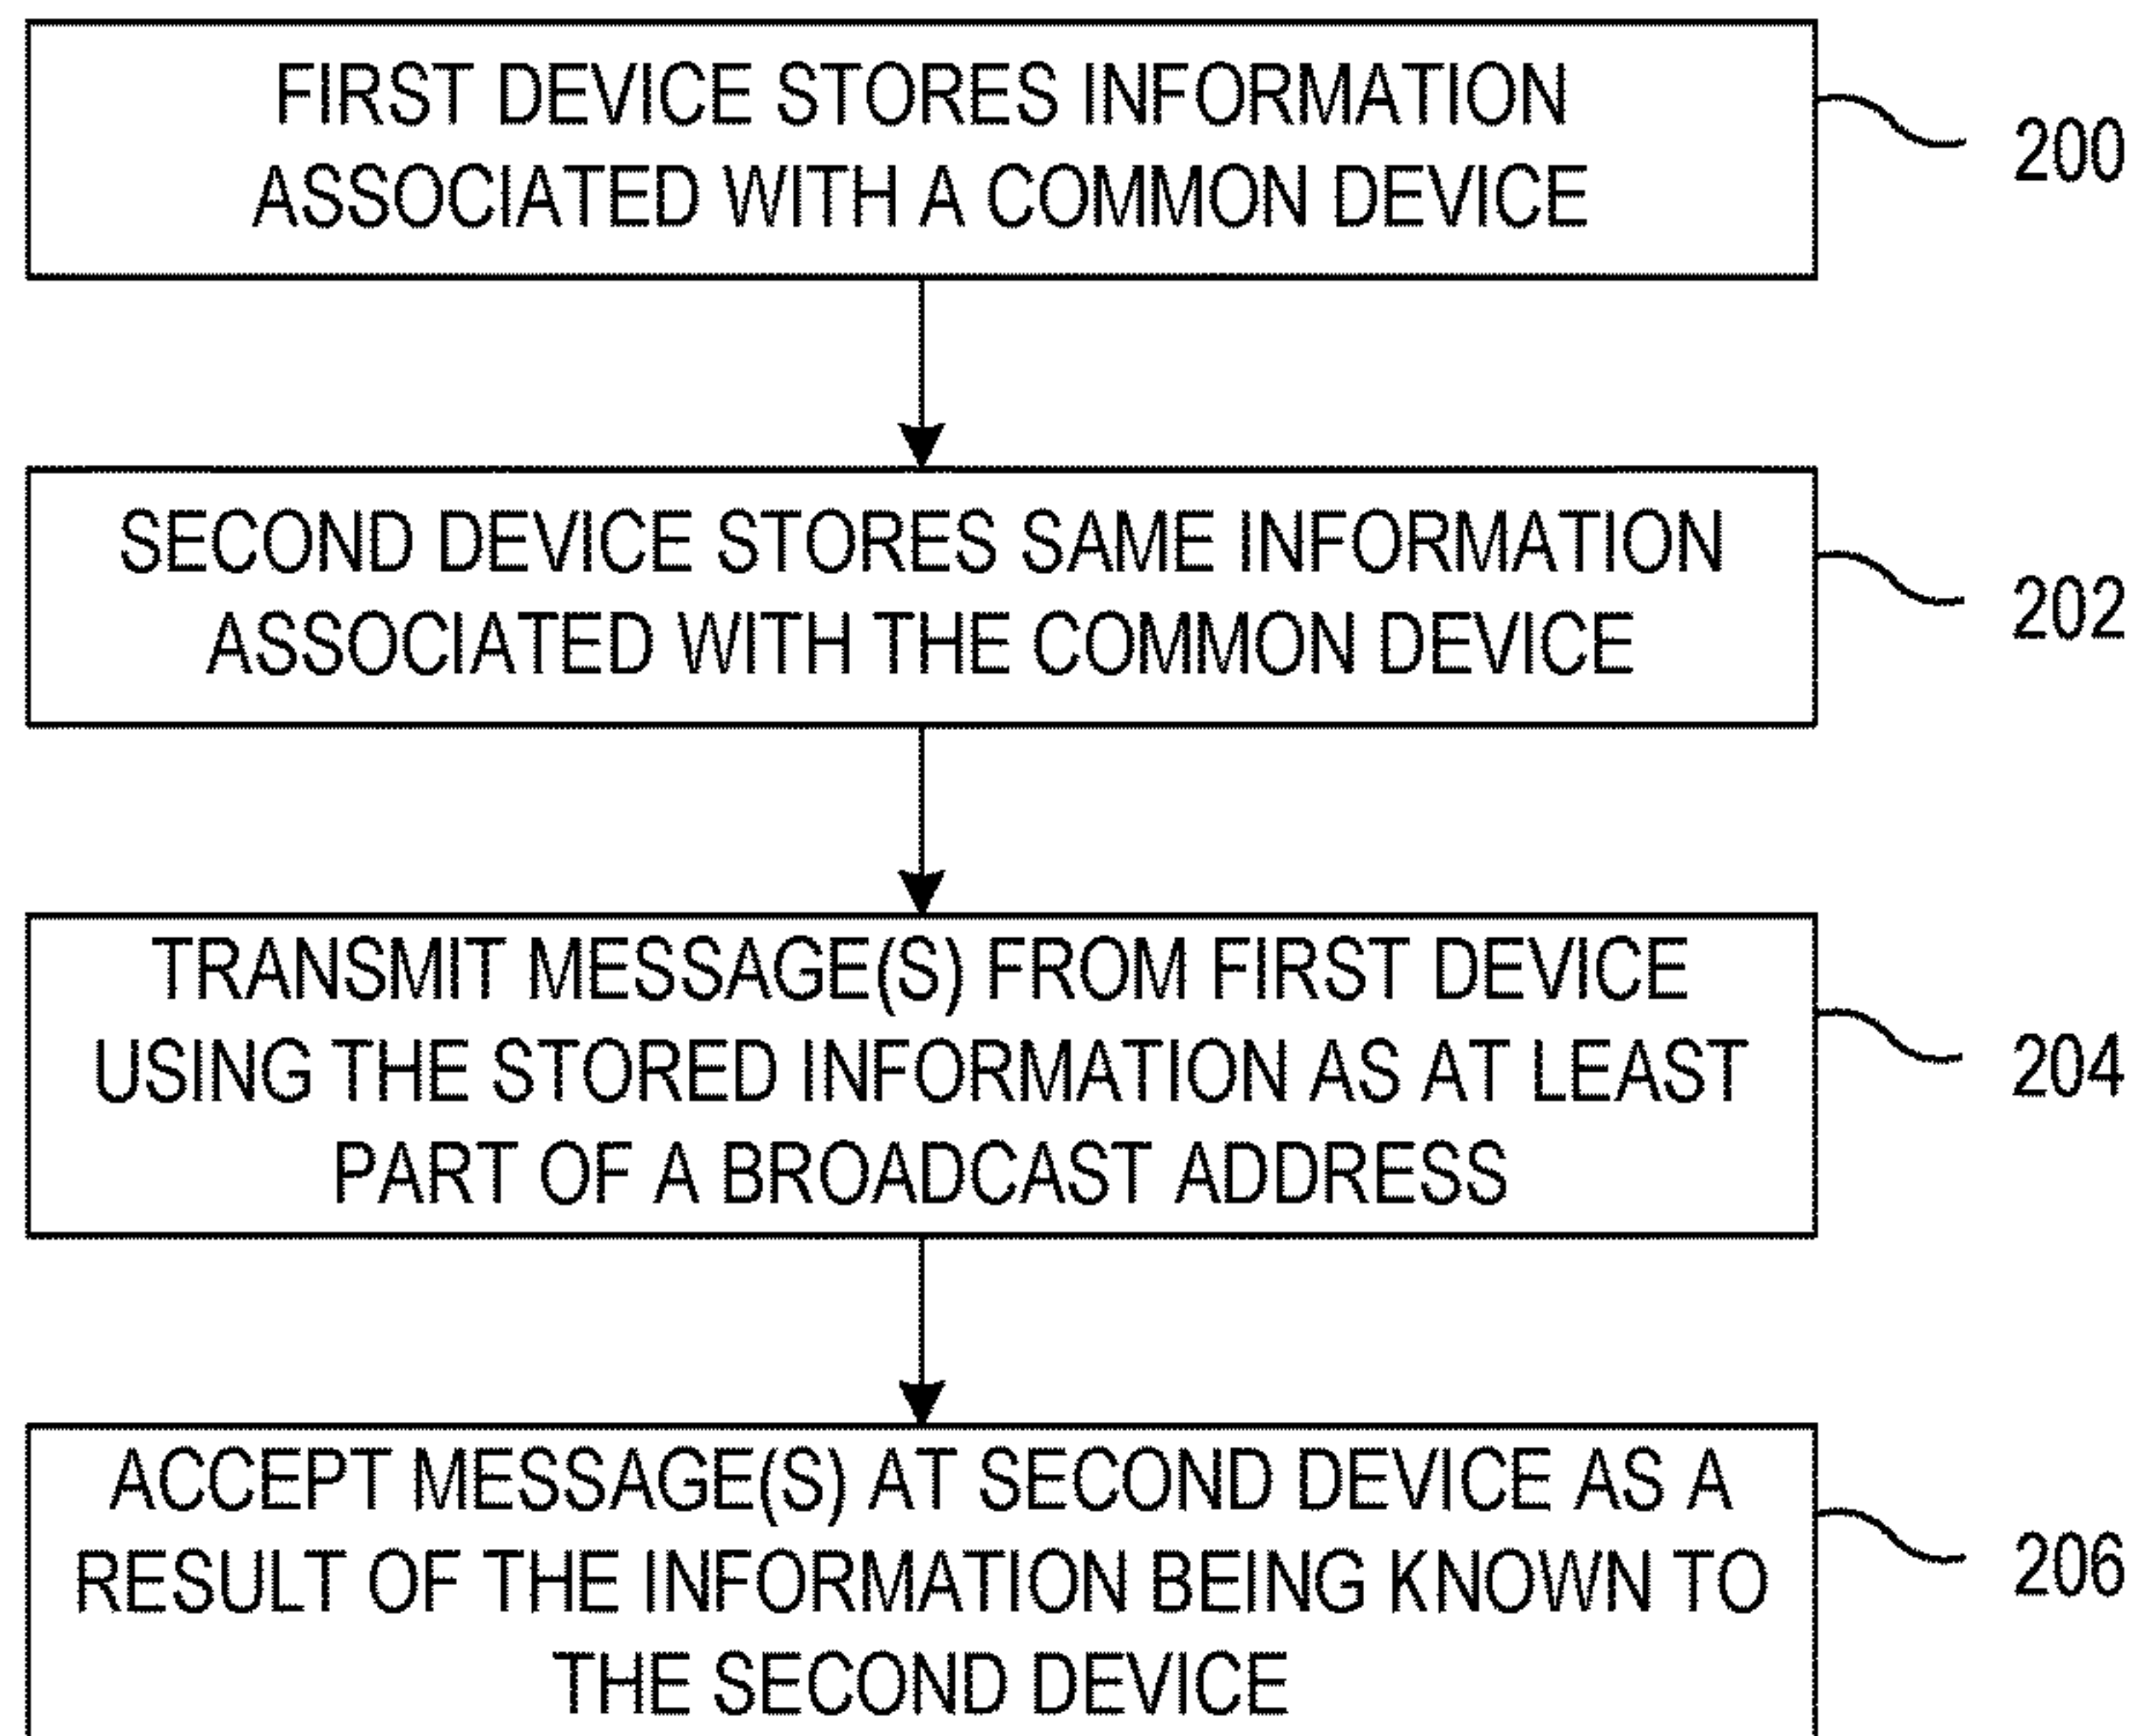 FIRST DEVICE STORES INFORMATION
ASSOCIATED WITH A COMMON DEVICE
200
SECOND DEVICE STORES SAME INFORMATION
ASSOCIATED WITH THE COMMON DEVICE
202
TRANSMIT MESSAGE(S) FROM FIRST DEVICE
USING THE STORED INFORMATION AS AT LEAST
PART OF A BROADCAST ADDRESS
204
ACCEPT MESSAGE(S) AT SECOND DEVICE AS A
RESULT OF THE INFORMATION BEING KNOWN TO
THE SECOND DEVICE
206